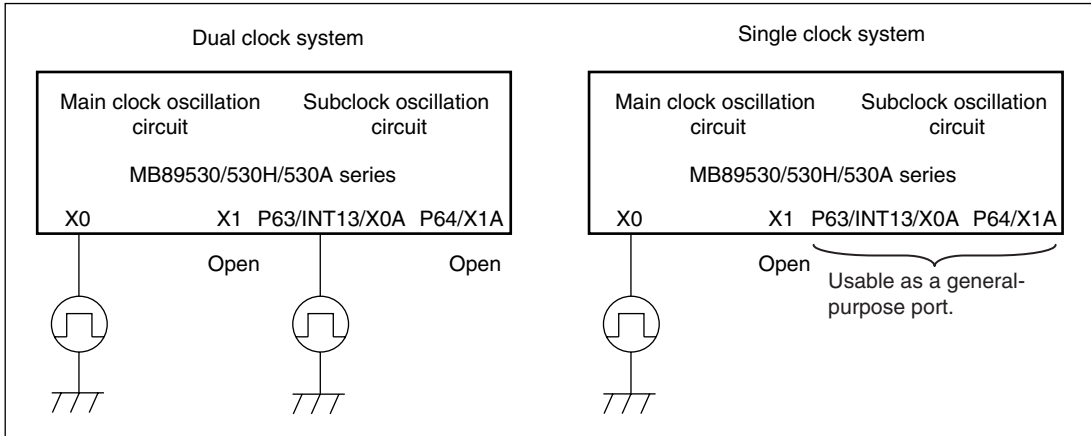 Dual clock system
Main clock oscillation circuit
Subclock oscillation circuit
MB89530/530H/530A series
X0 X1 P63/INT13/X0A P64/X1A
Open Open
Single clock system
Main clock oscillation circuit
Subclock oscillation circuit
MB89530/530H/530A series
X0 X1 P63/INT13/X0A P64/X1A
Open
Usable as a general-
purpose port.